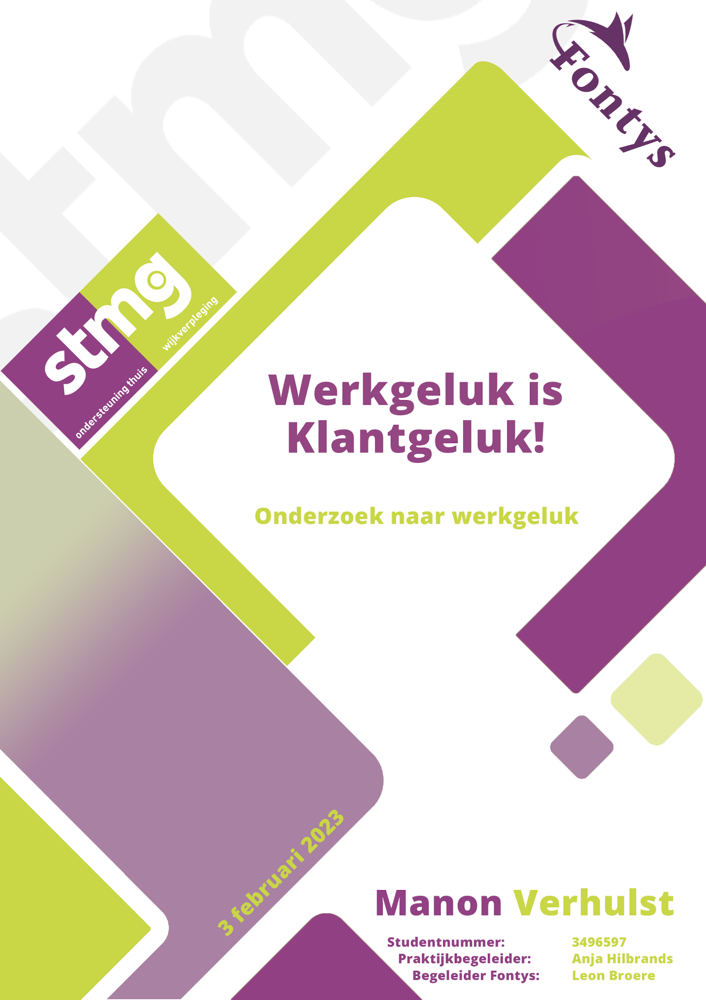 Fontys
stmg
wijkverpleging
ondersteuning thuis
Werkgeluk is
Klantgeluk!
Onderzoek naar werkgeluk
3 februari 2023
Manon Verhulst
Studentnummer: 3496597
Praktijkbegeleider: Anja Hilbrands
Begeleider Fontys: Leon Broere